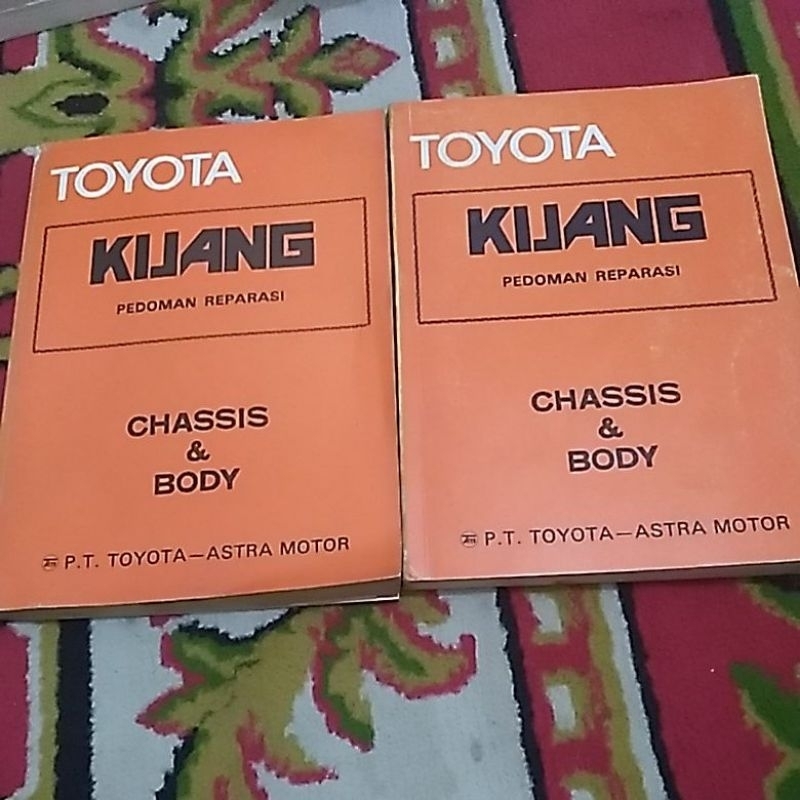 TOYOTA
KIJANG
PEDOMAN REPARASI
CHASSIS
&
BODY
P.T. TOYOTA—ASTRA MOTOR
TOYOTA
KIJANG
PEDOMAN REPARASI
CHASSIS
&
BODY
P.T. TOYOTA—ASTRA MOTOR